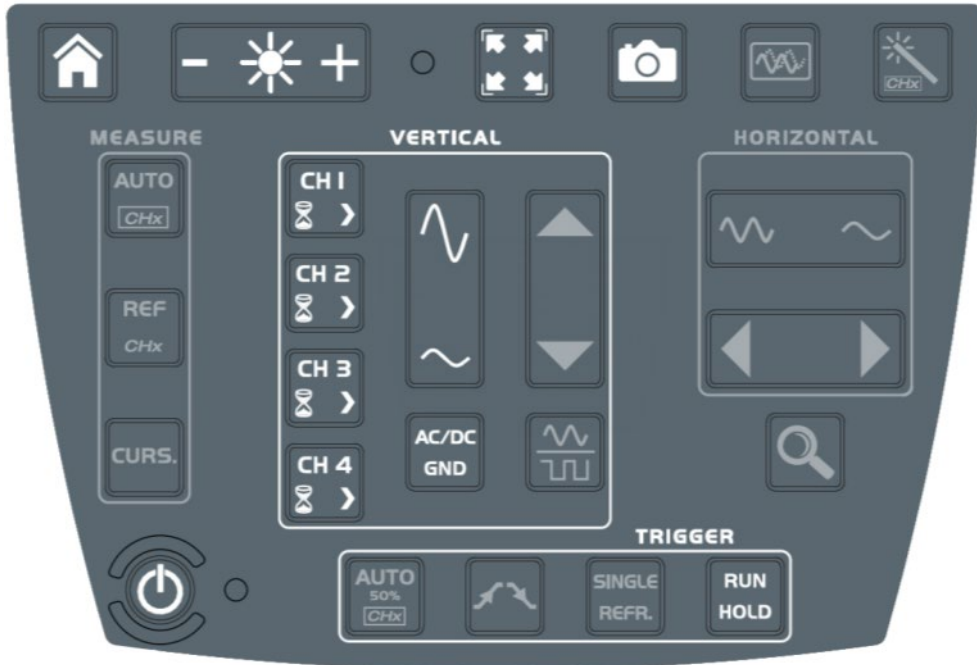 CHx
MEASURE
VERTICAL
HORIZONTAL
AUTO
CHx
REF
CHx
CURS.
CH 1
CH 2
CH 3
CH 4
AC/DC
GND
TRIGGER
AUTO
50%
CHx
SINGLE
REFR.
RUN
HOLD